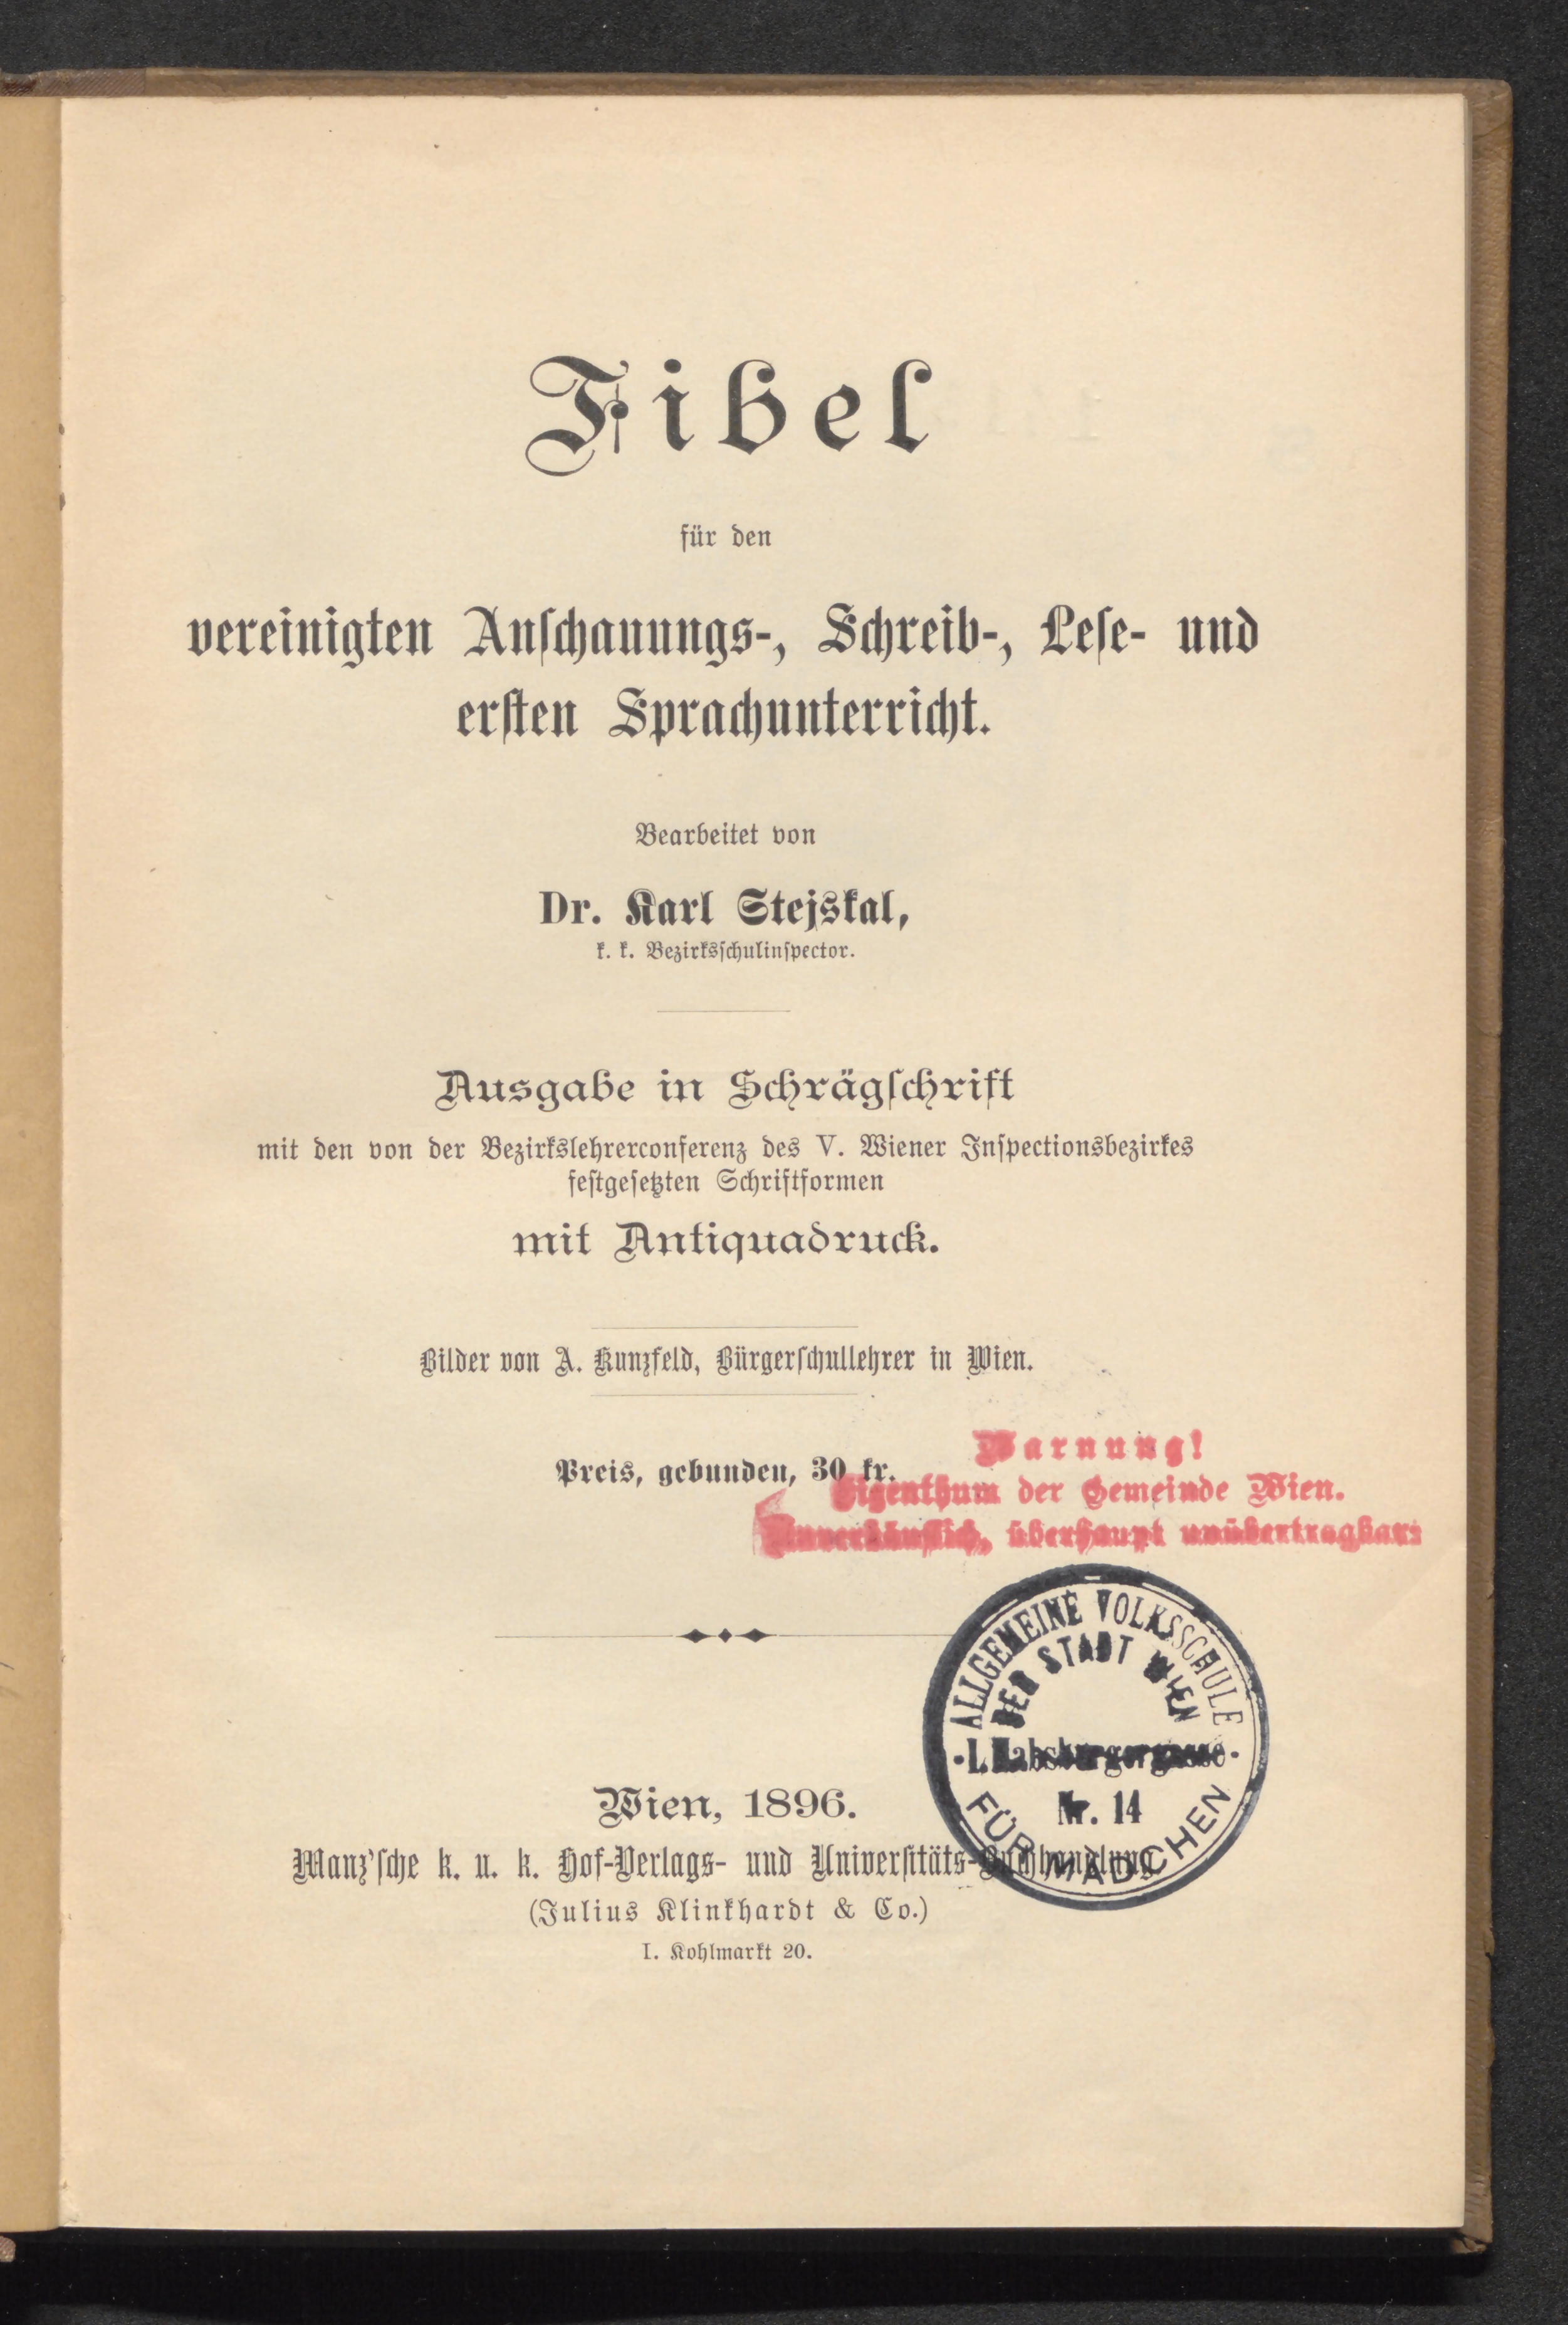 Fibel
für den
vereinigten Anſchauungs-, Schreib-, Leſe- und
erſten Sprachunterricht.
Bearbeitet von
Dr. Karl Stejskal,
k. k. Bezirksſchulinſpector.
Ausgabe in Schrägſchrift
mit den von der Bezirkslehrerconferenz des V. Wiener Inſpectionsbezirkes
feſtgeſetzten Schriftformen
mit Antiquadruck.
Bilder von A. Kunzfeld, Bürgerſchullehrer in Wien.
Preis, gebunden, 30 kr.
Warnung!
Eigenthum der Gemeinde Wien.
Unverkäuflich, überhaupt unübertragbar:
ALLGEMEINE VOLKSSCHULE
DER STADT WIEN
I. Habsburgergasse
Nr. 14
FÜR MÄDCHEN
Wien, 1896.
Manz'ſche k. u. k. Hof-Verlags- und Univerſitäts-Buchhandlung
(Julius Klinkhardt & Co.)
I. Kohlmarkt 20.